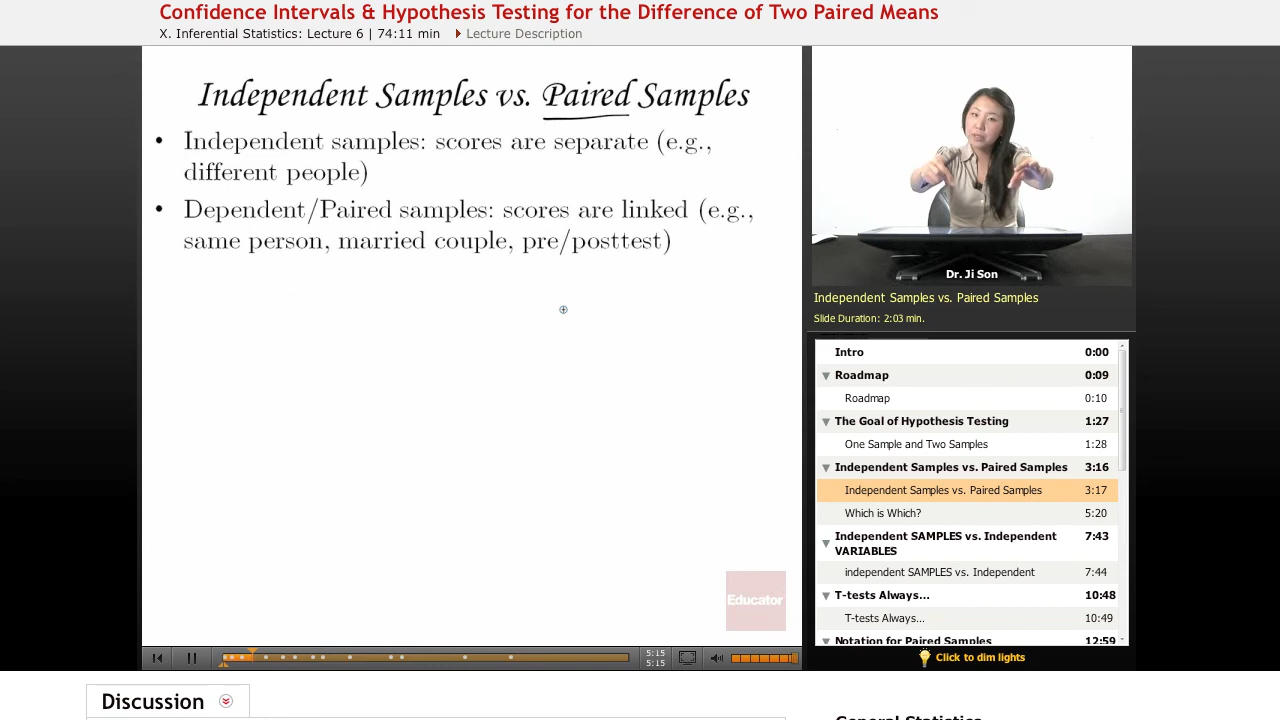 Confidence Intervals & Hypothesis Testing for the Difference of Two Paired Means
X. Inferential Statistics: Lecture 6 | 74:11 min Lecture Description
Independent Samples vs. Paired Samples
• Independent samples: scores are separate (e.g.,
different people)
• Dependent/Paired samples: scores are linked (e.g.,
same person, married couple, pre/posttest)
Educator
5:15
5:15
Dr. Ji Son
Independent Samples vs. Paired Samples
Slide Duration: 2:03 min.
Intro 0:00
Roadmap 0:09
Roadmap 0:10
The Goal of Hypothesis Testing 1:27
One Sample and Two Samples 1:28
Independent Samples vs. Paired Samples 3:16
Independent Samples vs. Paired Samples 3:17
Which is Which? 5:20
Independent SAMPLES vs. Independent
VARIABLES 7:43
independent SAMPLES vs. Independent 7:44
T-tests Always... 10:48
T-tests Always... 10:49
Notation for Paired Samples 12:59
Click to dim lights
Discussion
General Statistics